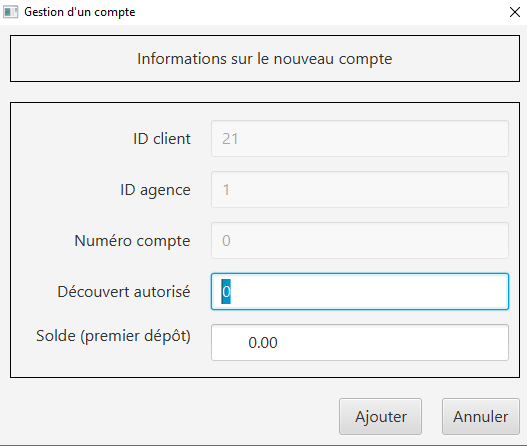 Gestion d'un compte
Informations sur le nouveau compte
ID client 21
ID agence 1
Numéro compte 0
Découvert autorisé 0
Solde (premier dépôt) 0.00
Ajouter Annuler